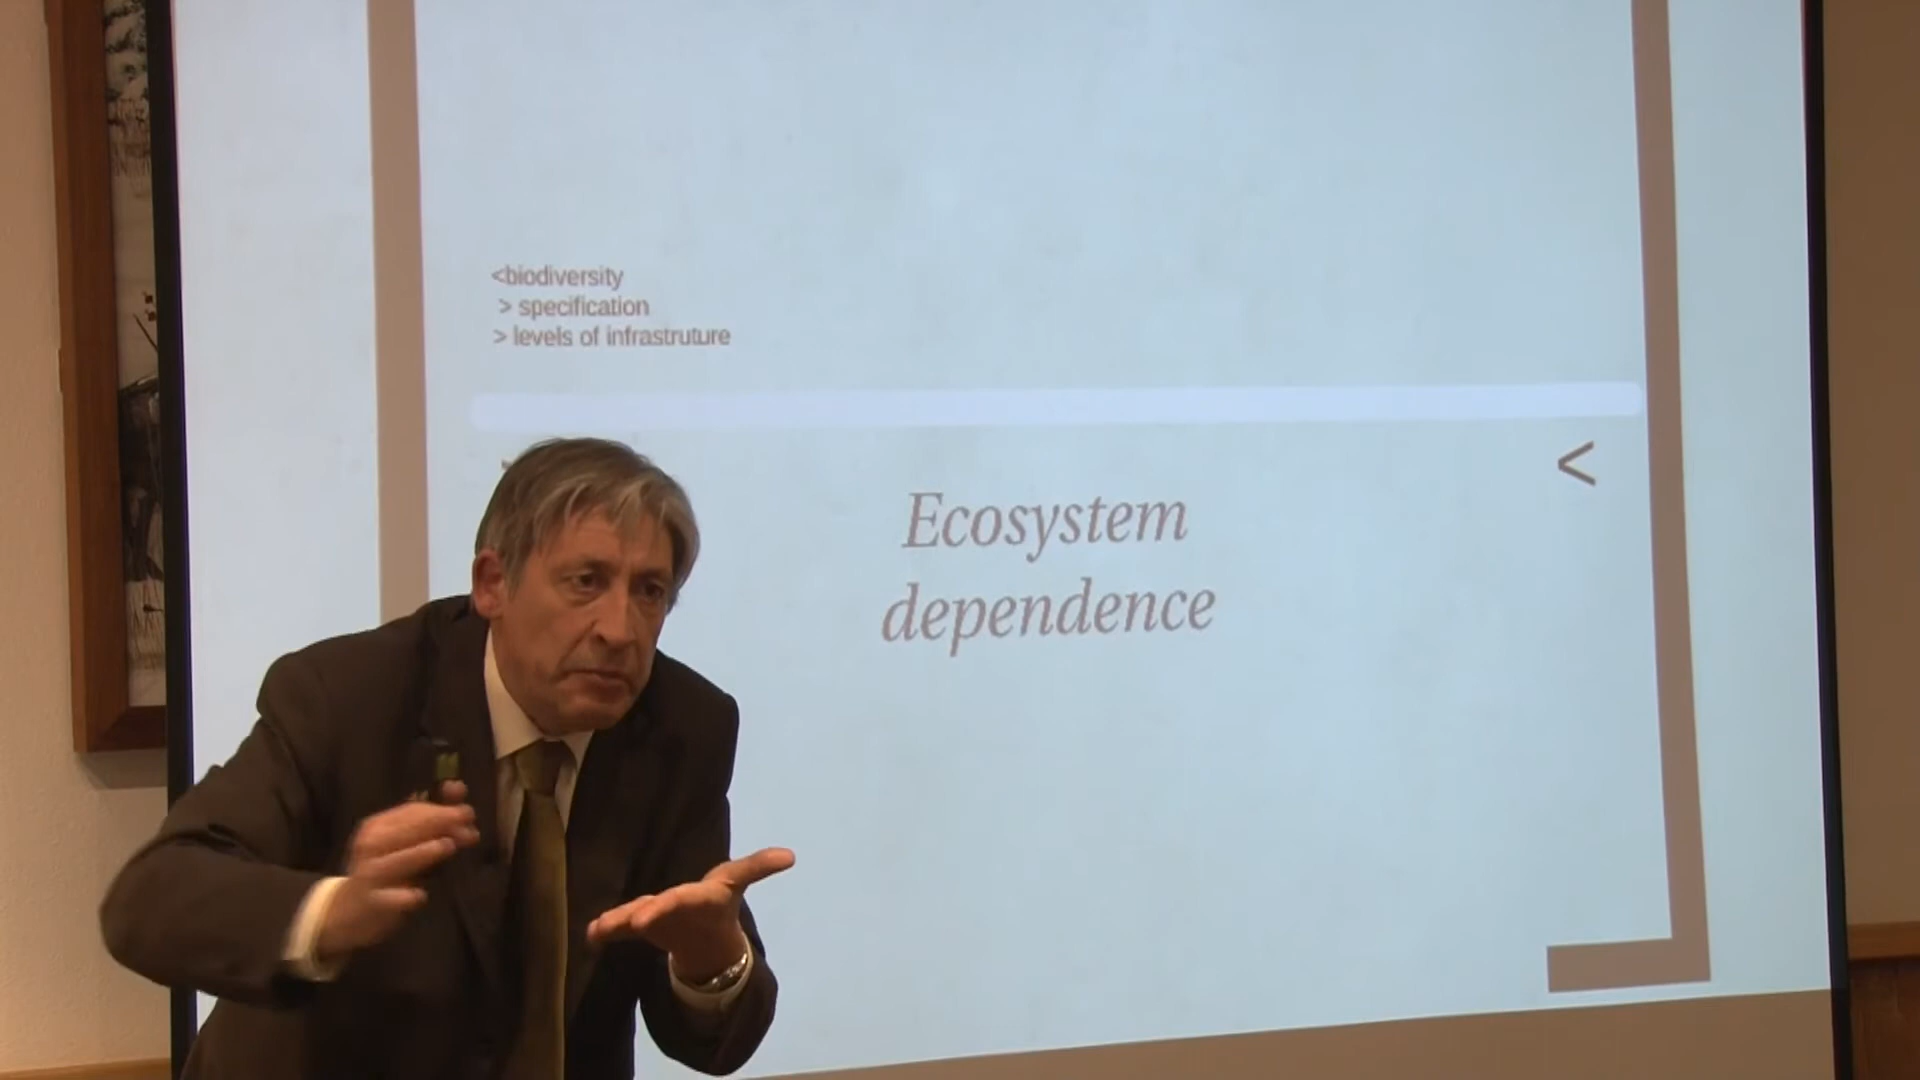 <biodiversity
> specification
> levels of infrastruture
<
Ecosystem
dependence